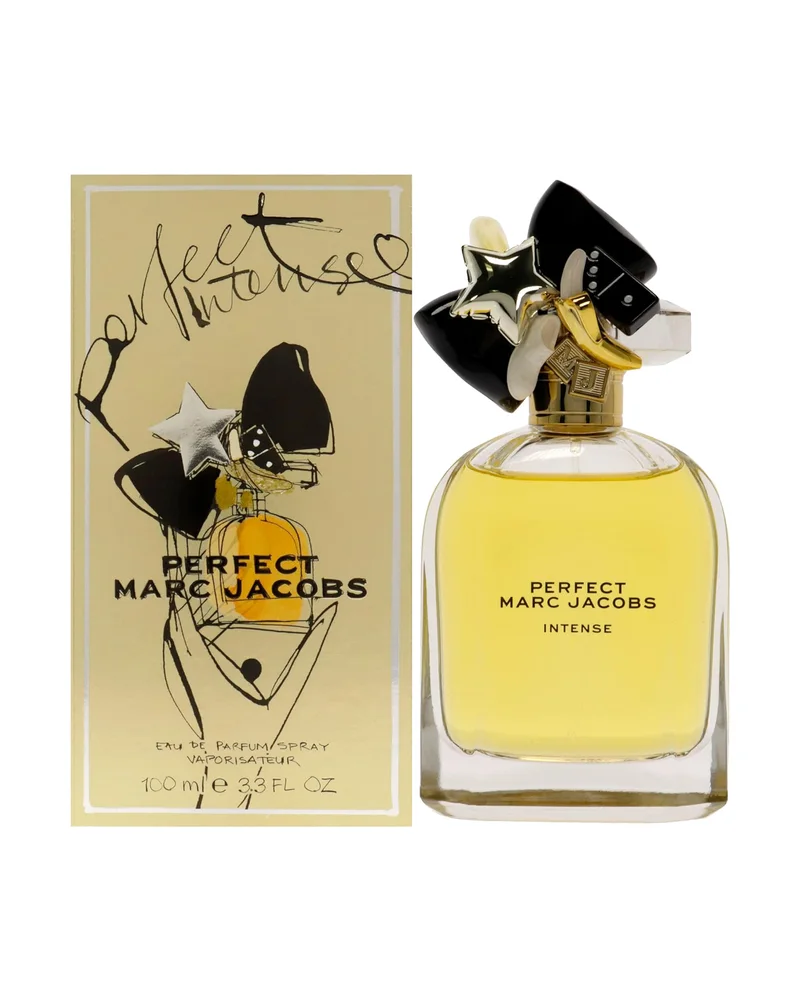 perfect
intense
PERFECT
MARC JACOBS
EAU DE PARFUM SPRAY
VAPORISATEUR
100 ml e 3.3 FL OZ
M J
PERFECT
MARC JACOBS
INTENSE